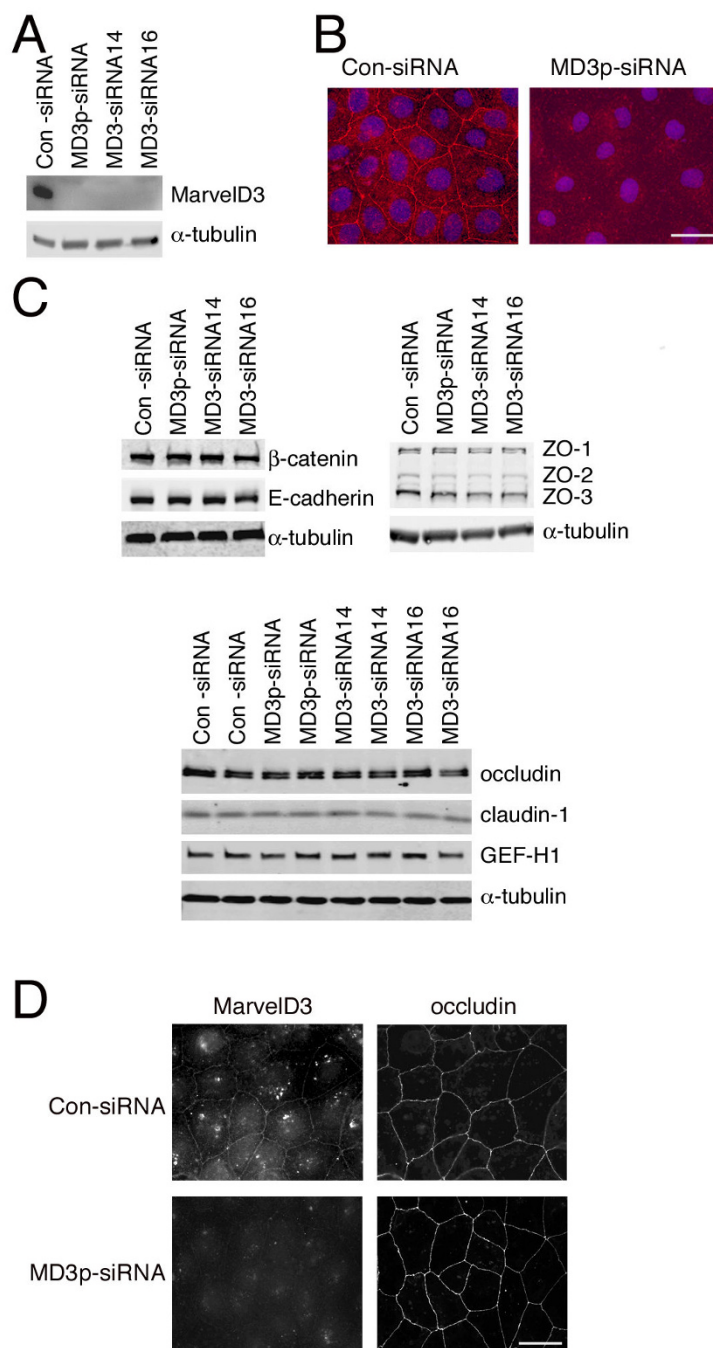 A
Con -siRNA
MD3p-siRNA
MD3-siRNA14
MD3-siRNA16
MarvelD3
α-tubulin
B
Con-siRNA MD3p-siRNA
C
Con -siRNA
MD3p-siRNA
MD3-siRNA14
MD3-siRNA16
β-catenin
E-cadherin
α-tubulin
Con -siRNA
MD3p-siRNA
MD3-siRNA14
MD3-siRNA16
ZO-1
ZO-2
ZO-3
α-tubulin
Con -siRNA
Con -siRNA
MD3p-siRNA
MD3p-siRNA
MD3-siRNA14
MD3-siRNA14
MD3-siRNA16
MD3-siRNA16
occludin
claudin-1
GEF-H1
α-tubulin
D
MarvelD3 occludin
Con-siRNA
MD3p-siRNA